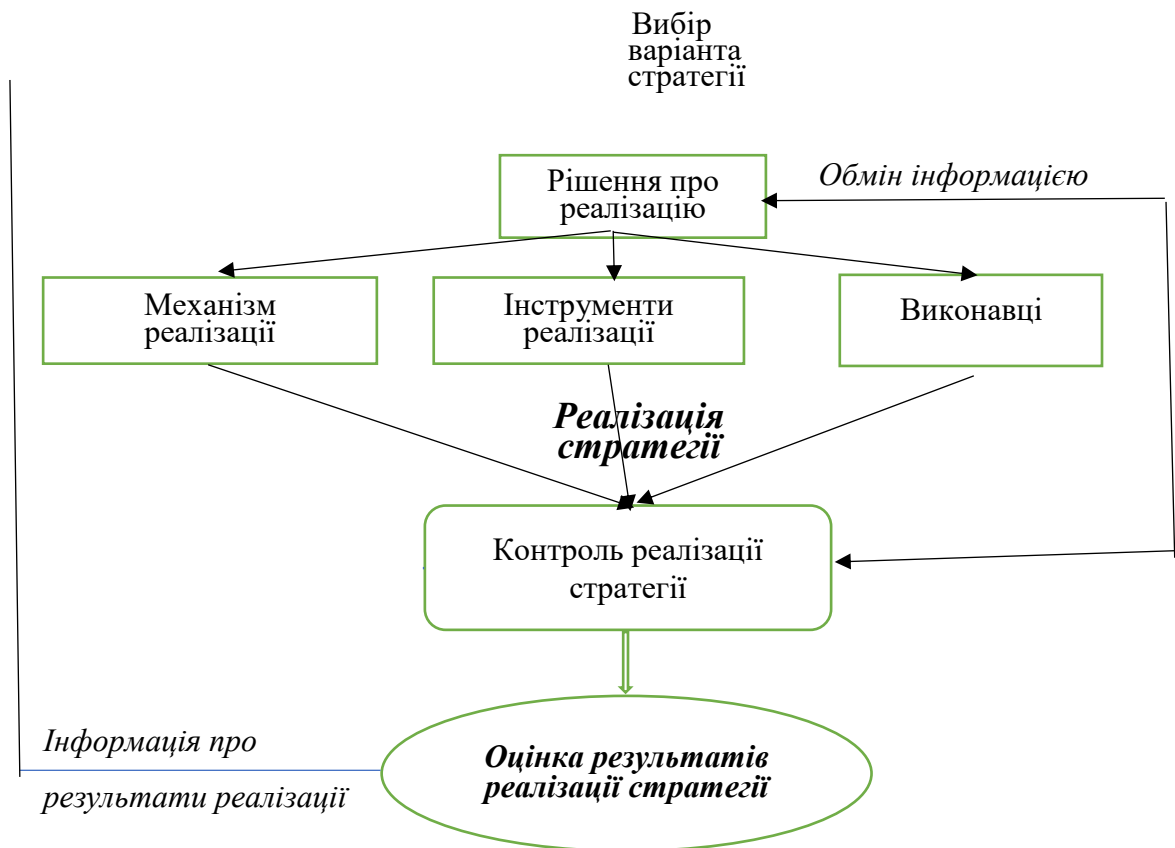 Вибір
варіанта
стратегії
Рішення про
реалізацію
Обмін інформацією
Механізм
реалізації
Інструменти
реалізації
Виконавці
Реалізація
стратегії
Контроль реалізації
стратегії
Інформація про
результати реалізації
Оцінка результатів
реалізації стратегії